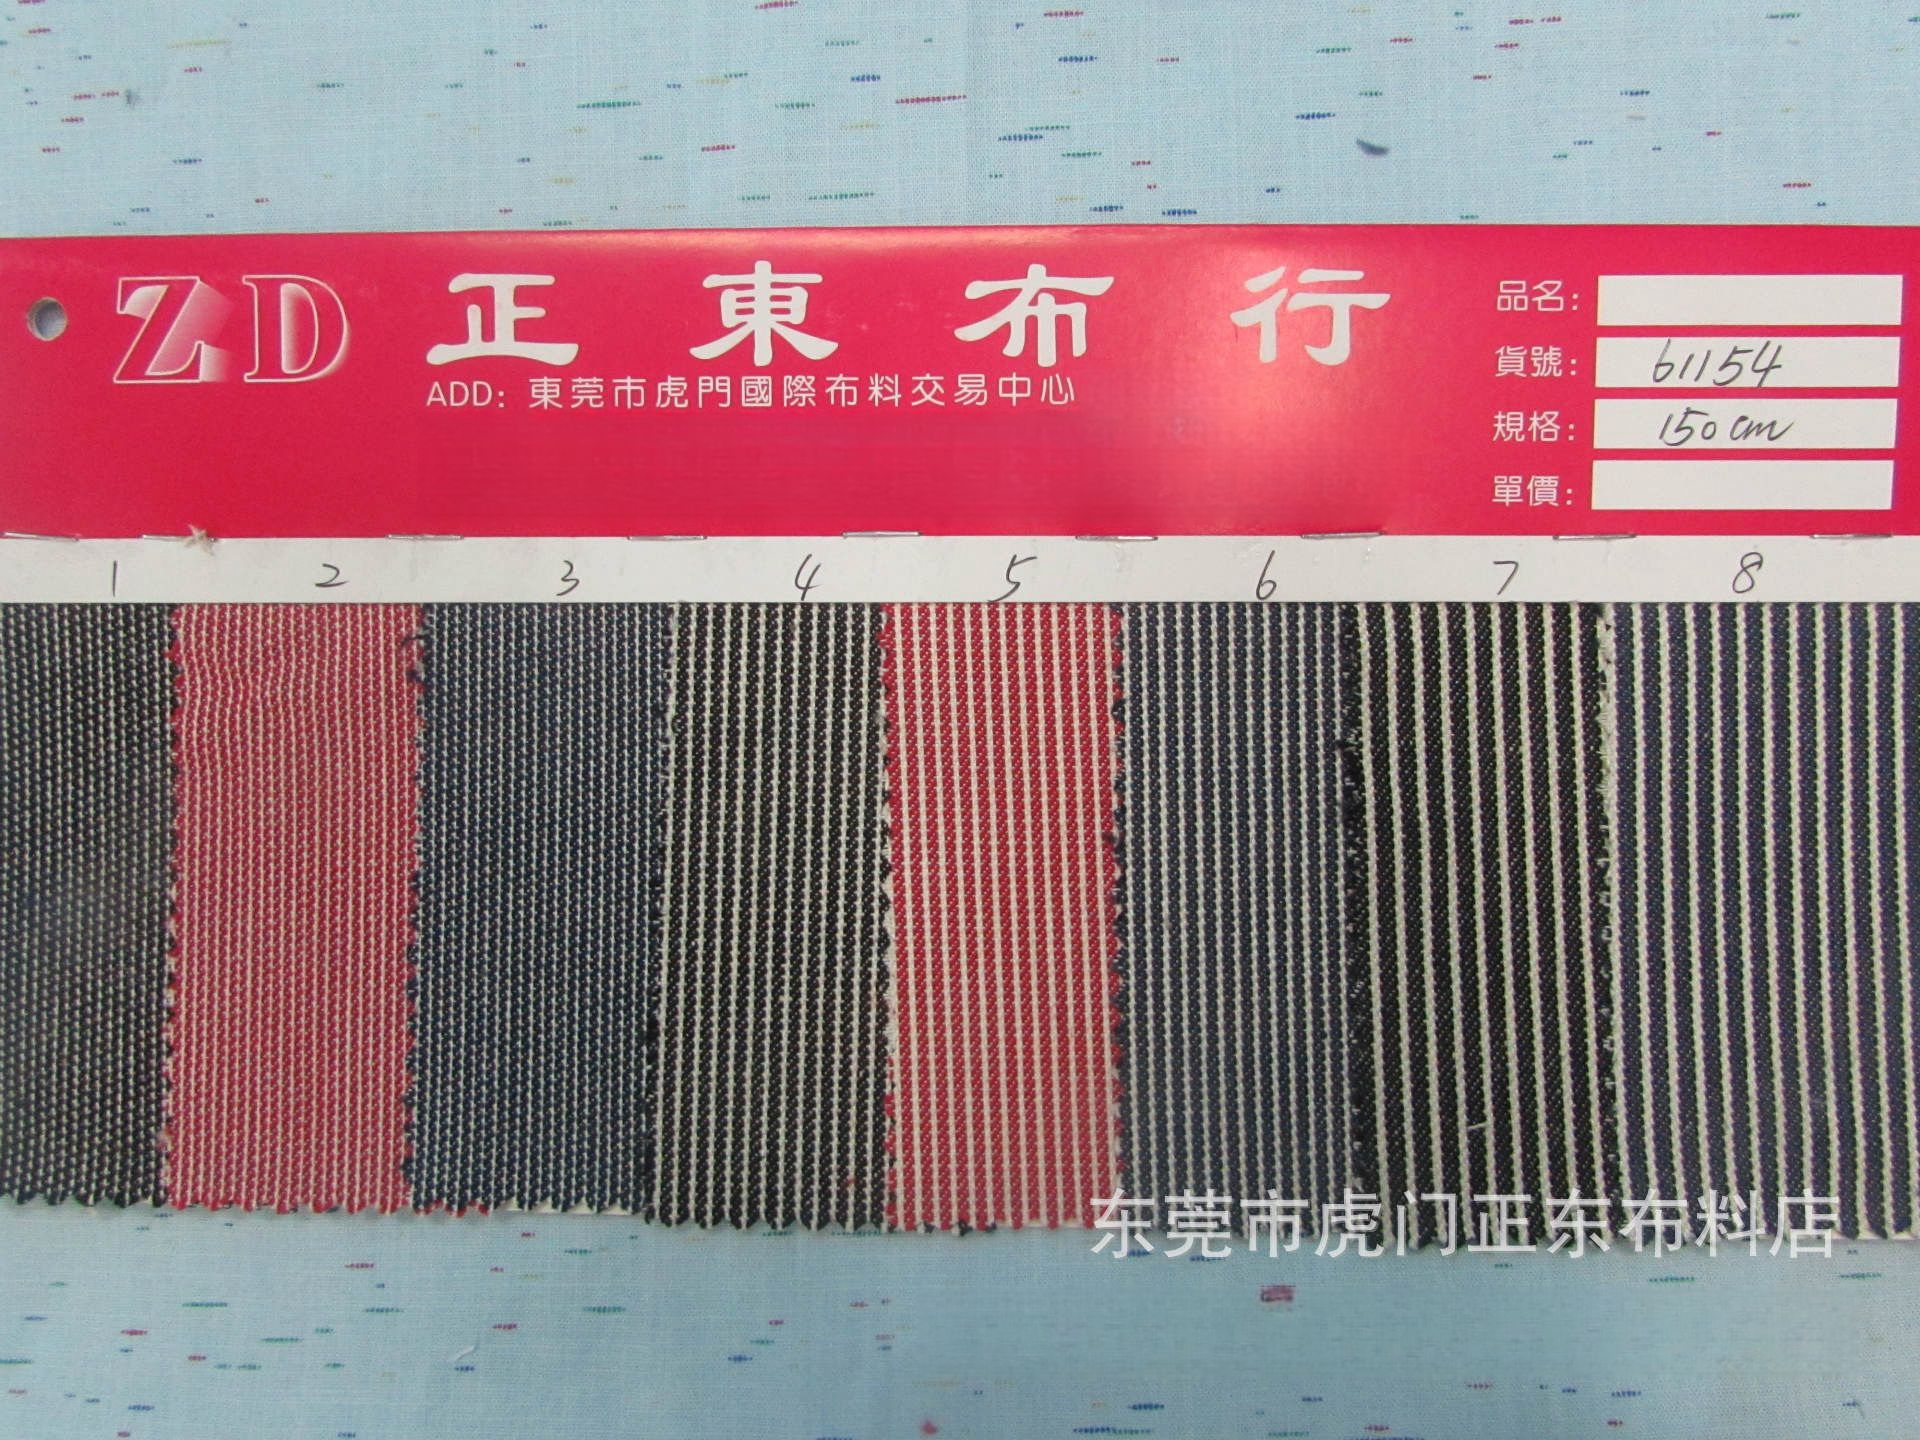 ZD 正東布行
ADD: 東莞市虎門國際布料交易中心
品名:
貨號: 61154
規格: 150cm
單價:
1 2 3 4 5 6 7 8
东莞市虎门正东布料店